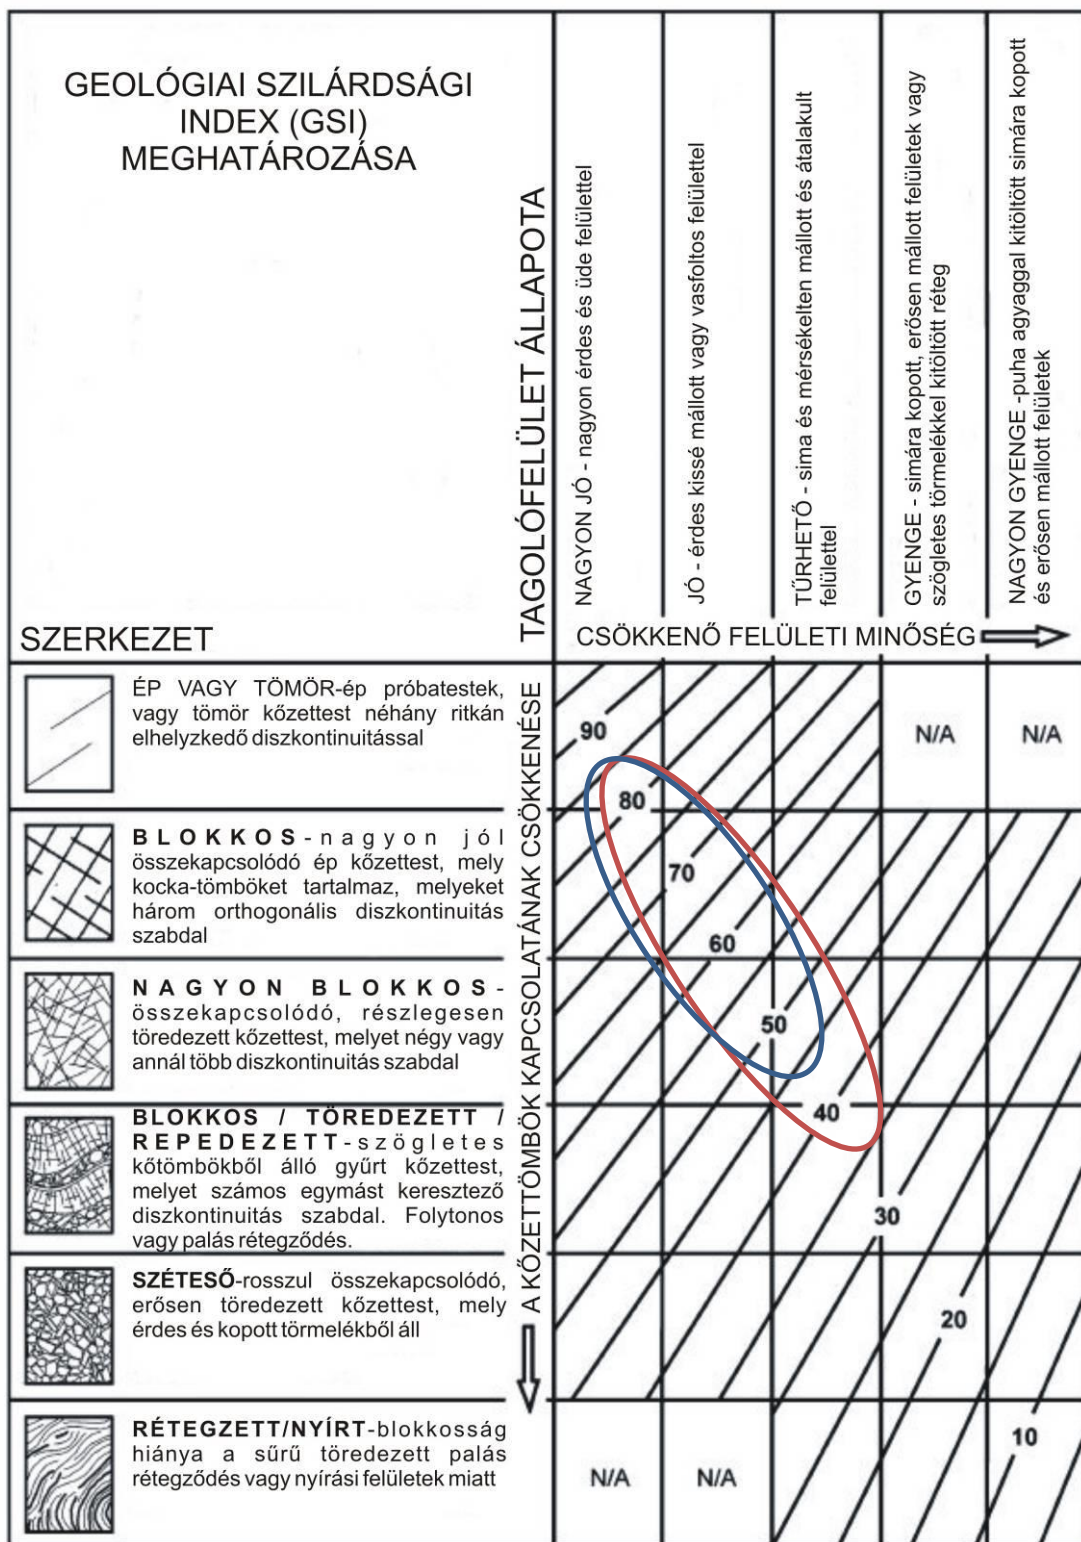 GEOLÓGIAI SZILÁRDSÁGI
INDEX (GSI)
MEGHATÁROZÁSA
SZERKEZET
TAGOLÓFELÜLET ÁLLAPOTA
NAGYON JÓ - nagyon érdes és üde felülettel
JÓ - érdes kissé mállott vagy vasfoltos felülettel
TŰRHETŐ - sima és mérsékelten mállott és átalakult
felülettel
GYENGE - simára kopott, erősen mállott felületek vagy
szögletes törmelékkel kitöltött réteg
NAGYON GYENGE -puha agyaggal kitöltött simára kopott
és erősen mállott felületek
CSÖKKENŐ FELÜLETI MINŐSÉG
A KŐZETTÖMBÖK KAPCSOLATÁNAK CSÖKKENÉSE
ÉP VAGY TÖMÖR-ép próbatestek,
vagy tömör kőzettest néhány ritkán
elhelyzkedő diszkontinuitással
90
N/A
N/A
80
BLOKKOS-nagyon jól
összekapcsolódó ép kőzettest, mely
kocka-tömböket tartalmaz, melyeket
három orthogonális diszkontinuitás
szabdal
70
60
NAGYON BLOKKOS-
összekapcsolódó, részlegesen
töredezett kőzettest, melyet négy vagy
annál több diszkontinuitás szabdal
50
BLOKKOS / TÖREDEZETT /
REPEDEZETT-szögletes
kőtömbökből álló gyűrt kőzettest,
melyet számos egymást keresztező
diszkontinuitás szabdal. Folytonos
vagy palás rétegződés.
40
30
SZÉTESŐ-rosszul összekapcsolódó,
erősen töredezett kőzettest, mely
érdes és kopott törmelékből áll
20
RÉTEGZETT/NYÍRT-blokkosság
hiánya a sűrű töredezett palás
rétegződés vagy nyírási felületek miatt
N/A
N/A
10